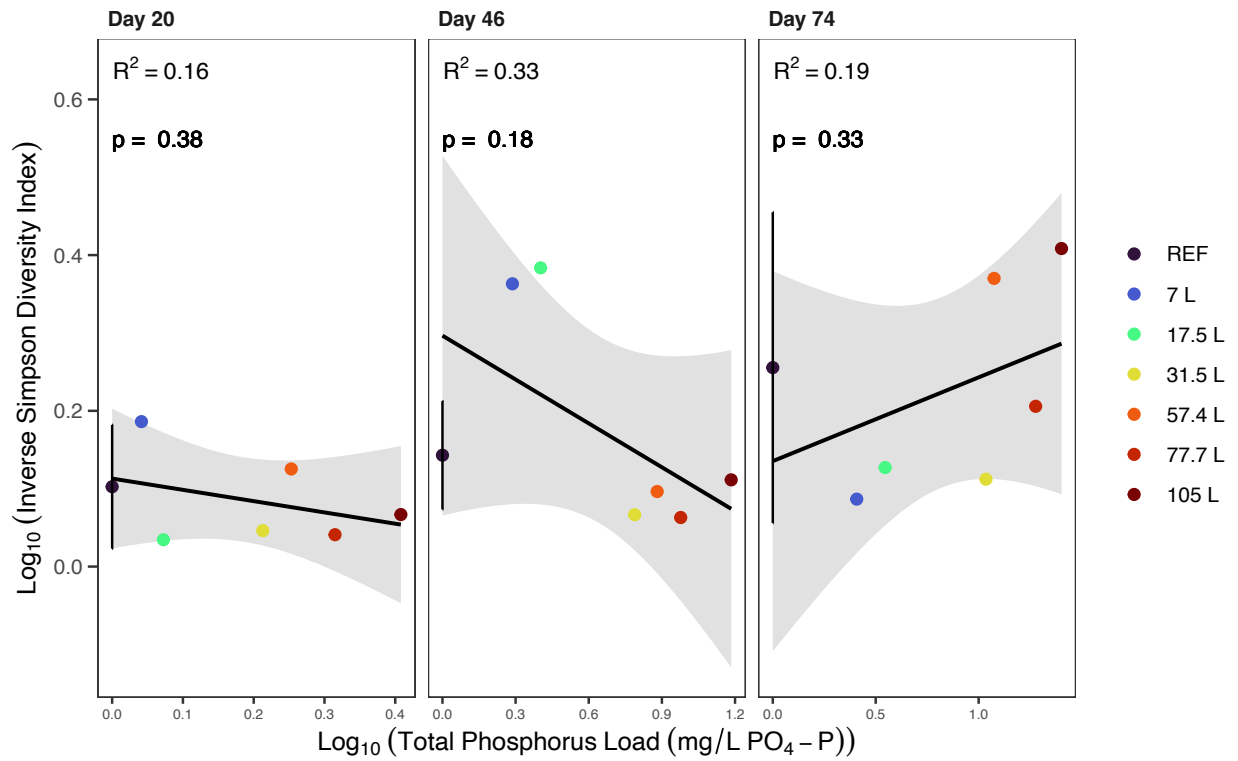 Day 20 Day 46 Day 74
R² = 0.16 R² = 0.33 R² = 0.19
p = 0.38 p = 0.18 p = 0.33
Log₁₀ (Inverse Simpson Diversity Index)
0.6
0.4
0.2
0.0
0.0 0.1 0.2 0.3 0.4 0.0 0.3 0.6 0.9 1.2 0.0 0.5 1.0
Log₁₀ (Total Phosphorus Load (mg/L PO₄ – P))
REF
7 L
17.5 L
31.5 L
57.4 L
77.7 L
105 L